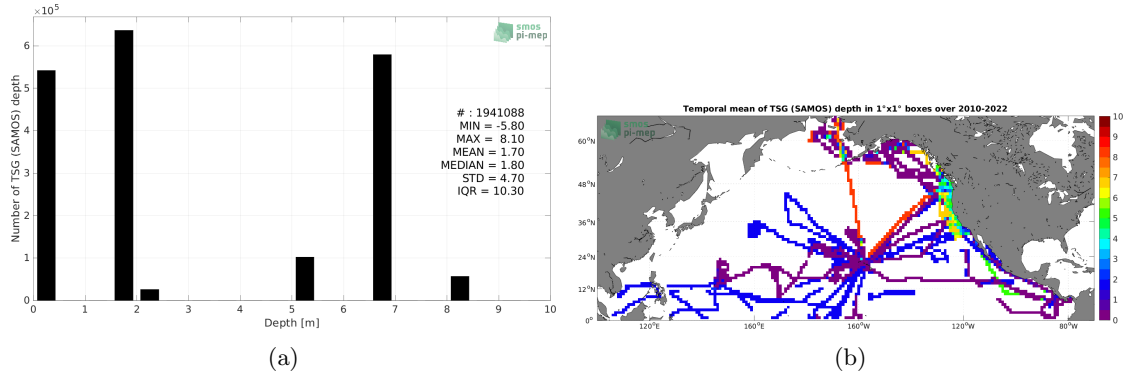 ×10⁵
smos
pi-mep
Number of TSG (SAMOS) depth
6
5
4
3
2
1
0
# : 1941088
MIN = -5.80
MAX = 8.10
MEAN = 1.70
MEDIAN = 1.80
STD = 4.70
IQR = 10.30
0 1 2 3 4 5 6 7 8 9 10
Depth [m]
(a)
Temporal mean of TSG (SAMOS) depth in 1°x1° boxes over 2010-2022
smos
pi-mep
60°N
48°N
36°N
24°N
12°N
0°
120°E 160°E 160°W 120°W 80°W
10
9
8
7
6
5
4
3
2
1
0
(b)